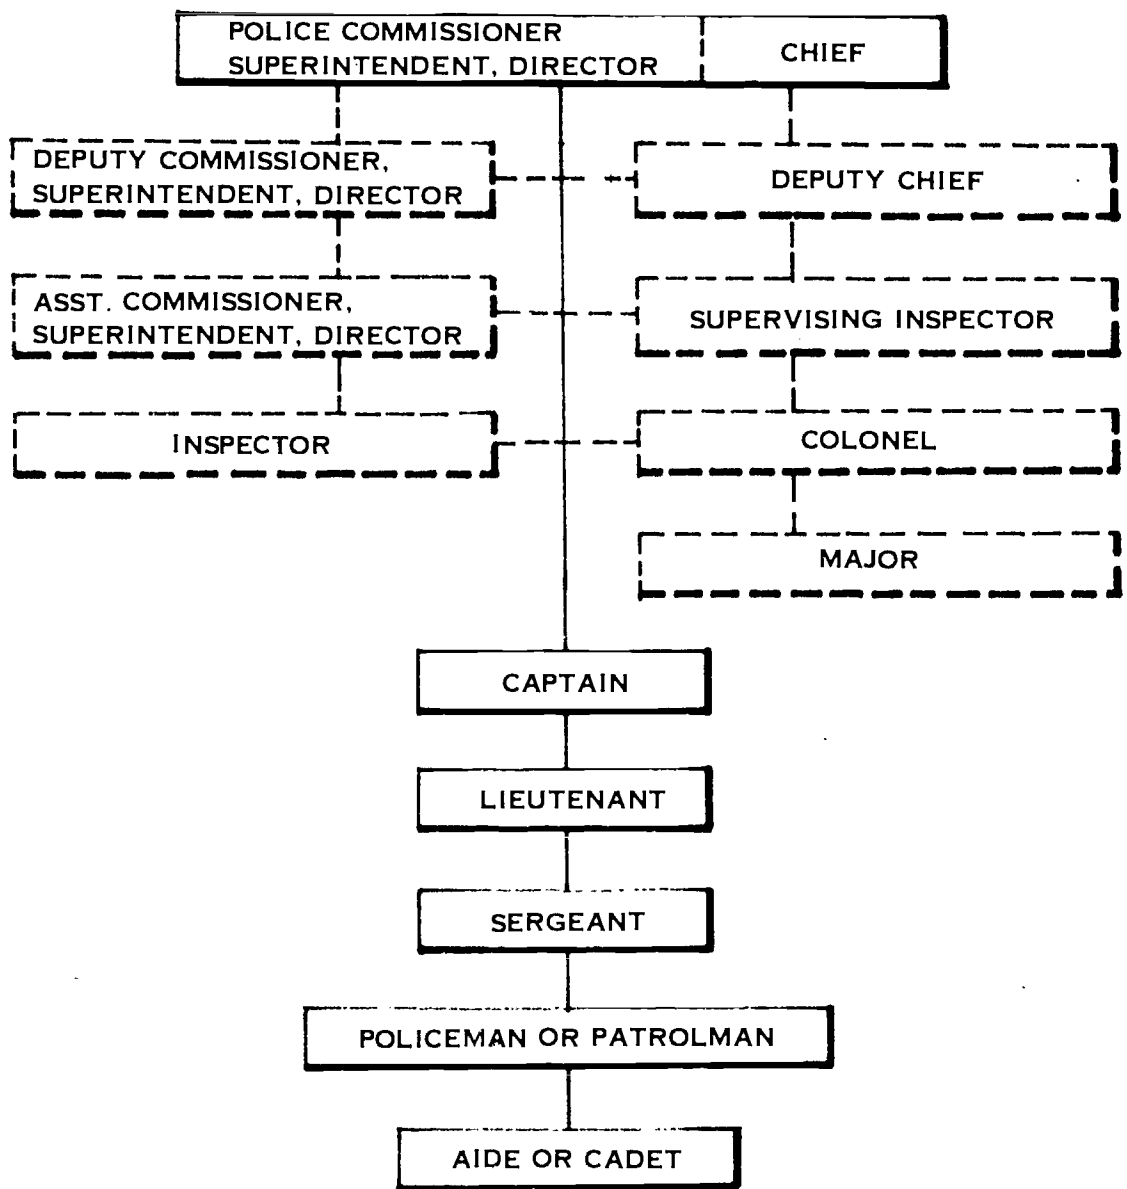 POLICE COMMISSIONER
SUPERINTENDENT, DIRECTOR
CHIEF
DEPUTY COMMISSIONER,
SUPERINTENDENT, DIRECTOR
DEPUTY CHIEF
ASST. COMMISSIONER,
SUPERINTENDENT, DIRECTOR
SUPERVISING INSPECTOR
INSPECTOR
COLONEL
MAJOR
CAPTAIN
LIEUTENANT
SERGEANT
POLICEMAN OR PATROLMAN
AIDE OR CADET